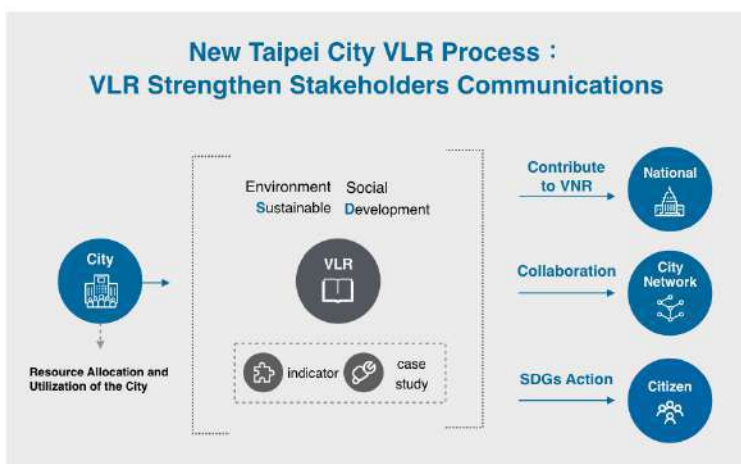 New Taipei City VLR Process：
VLR Strengthen Stakeholders Communications
City
Resource Allocation and
Utilization of the City
Environment Social
Sustainable Development
VLR
indicator
case
study
Contribute
to VNR
National
Collaboration
City
Network
SDGs Action
Citizen